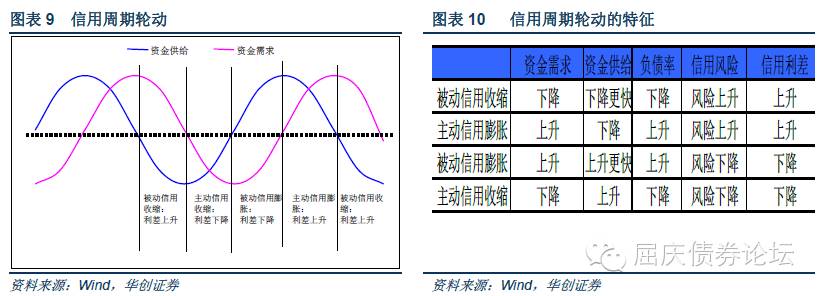 图表 9 信用周期轮动
资金供给 资金需求
被动信用
收缩:
利差上升
主动信用
收缩:
利差下降
被动信用膨
胀:
利差下降
主动信用膨
胀:
利差上升
被动信用收
缩:
利差上升
资料来源：Wind，华创证券
图表 10 信用周期轮动的特征
资金需求 资金供给 负债率 信用风险 信用利差
被动信用收缩 下降 下降更快 下降 风险上升 上升
主动信用膨胀 上升 下降 上升 风险上升 上升
被动信用膨胀 上升 上升更快 上升 风险下降 下降
主动信用收缩 下降 上升 下降 风险下降 下降
屈庆债券论坛
资料来源：Wind，华创证券